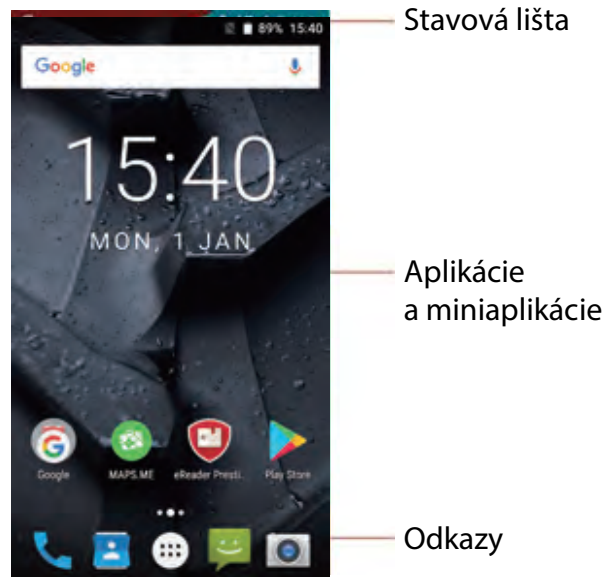 89% 15:40
Stavová lišta
Google
15:40
MON, 1 JAN
Aplikácie
a miniaplikácie
Google
MAPS.ME
eReader Presti..
Play Store
Odkazy